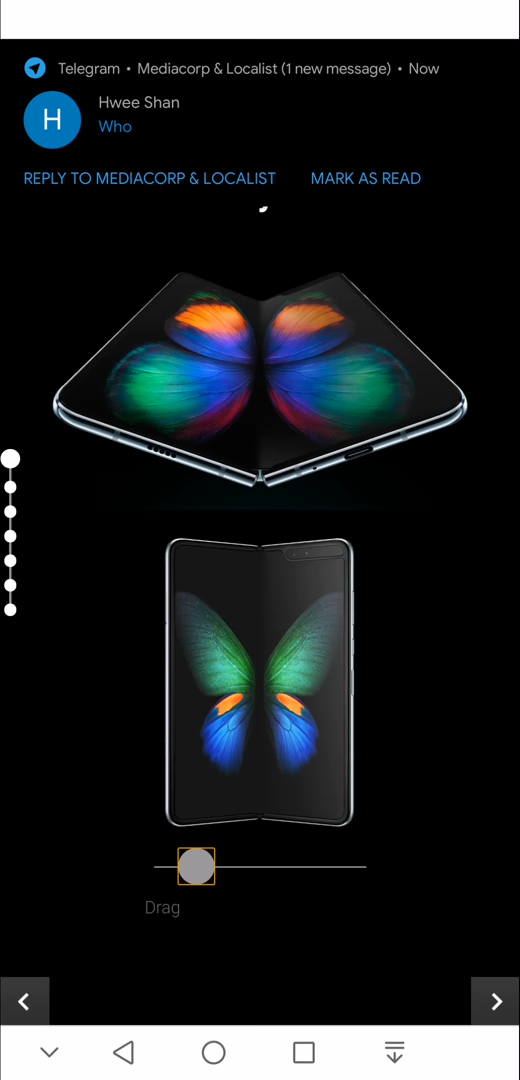 Telegram • Mediacorp & Localist (1 new message) • Now
H
Hwee Shan
Who
REPLY TO MEDIACORP & LOCALIST MARK AS READ
Drag